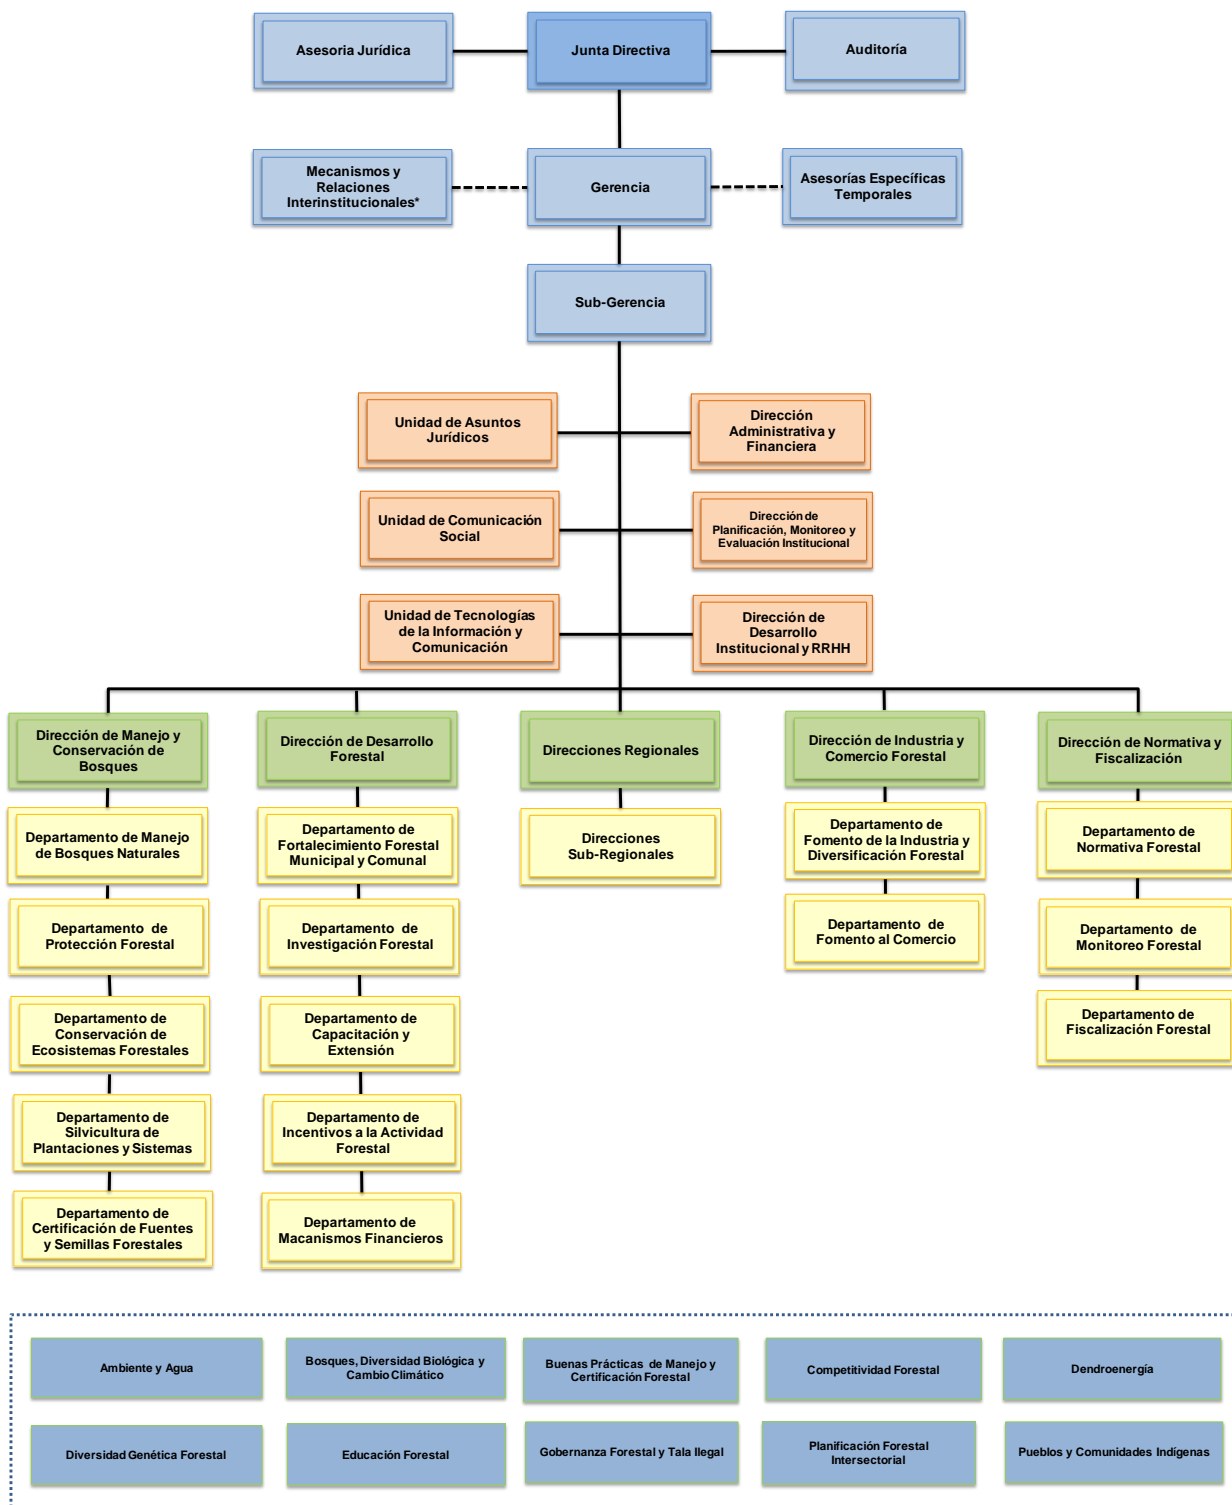 Asesoria Jurídica
Junta Directiva
Auditoría
Mecanismos y
Relaciones
Interinstitucionales*
Gerencia
Asesorías Específicas
Temporales
Sub-Gerencia
Unidad de Asuntos
Jurídicos
Dirección
Administrativa y
Financiera
Unidad de Comunicación
Social
Dirección de
Planificación, Monitoreo y
Evaluación Institucional
Unidad de Tecnologías
de la Información y
Comunicación
Dirección de
Desarrollo
Institucional y RRHH
Dirección de Manejo y
Conservación de
Bosques
Dirección de Desarrollo
Forestal
Direcciones Regionales
Dirección de Industria y
Comercio Forestal
Dirección de Normativa y
Fiscalización
Departamento de Manejo
de Bosques Naturales
Departamento de
Fortalecimiento Forestal
Municipal y Comunal
Direcciones
Sub-Regionales
Departamento de
Fomento de la Industria y
Diversificación Forestal
Departamento de
Normativa Forestal
Departamento de
Protección Forestal
Departamento de
Investigación Forestal
Departamento de
Fomento al Comercio
Departamento de
Monitoreo Forestal
Departamento de
Conservación de
Ecosistemas Forestales
Departamento de
Capacitación y
Extensión
Departamento de
Fiscalización Forestal
Departamento de
Silvicultura de
Plantaciones y Sistemas
Departamento de
Incentivos a la Actividad
Forestal
Departamento de
Certificación de Fuentes
y Semillas Forestales
Departamento de
Macanismos Financieros
Ambiente y Agua
Bosques, Diversidad Biológica y
Cambio Climático
Buenas Prácticas de Manejo y
Certificación Forestal
Competitividad Forestal
Dendroenergía
Diversidad Genética Forestal
Educación Forestal
Gobernanza Forestal y Tala Ilegal
Planificación Forestal
Intersectorial
Pueblos y Comunidades Indígenas